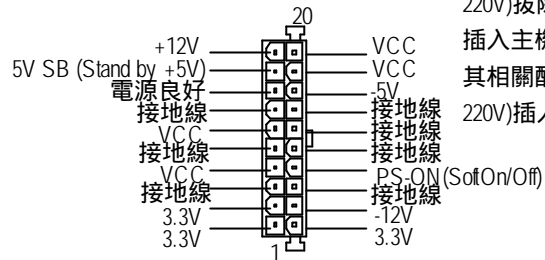 20
+12V
5V SB (Stand by +5V)
電源良好
接地線
VCC
接地線
VCC
接地線
3.3V
3.3V
1
VCC
VCC
-5V
接地線
接地線
接地線
PS-ON(SoftOn/Off)
接地線
-12V
3.3V
220V)拔除
插入主機
其相關配
220V)插入